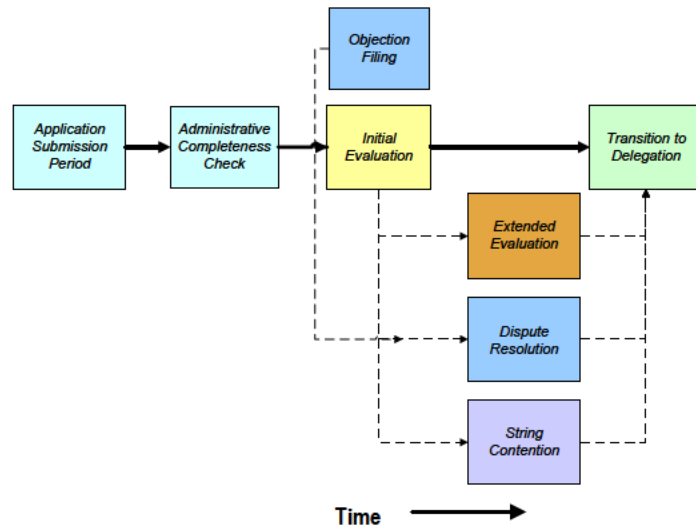 Objection
Filing
Application
Submission
Period
Administrative
Completeness
Check
Initial
Evaluation
Transition to
Delegation
Extended
Evaluation
Dispute
Resolution
String
Contention
Time